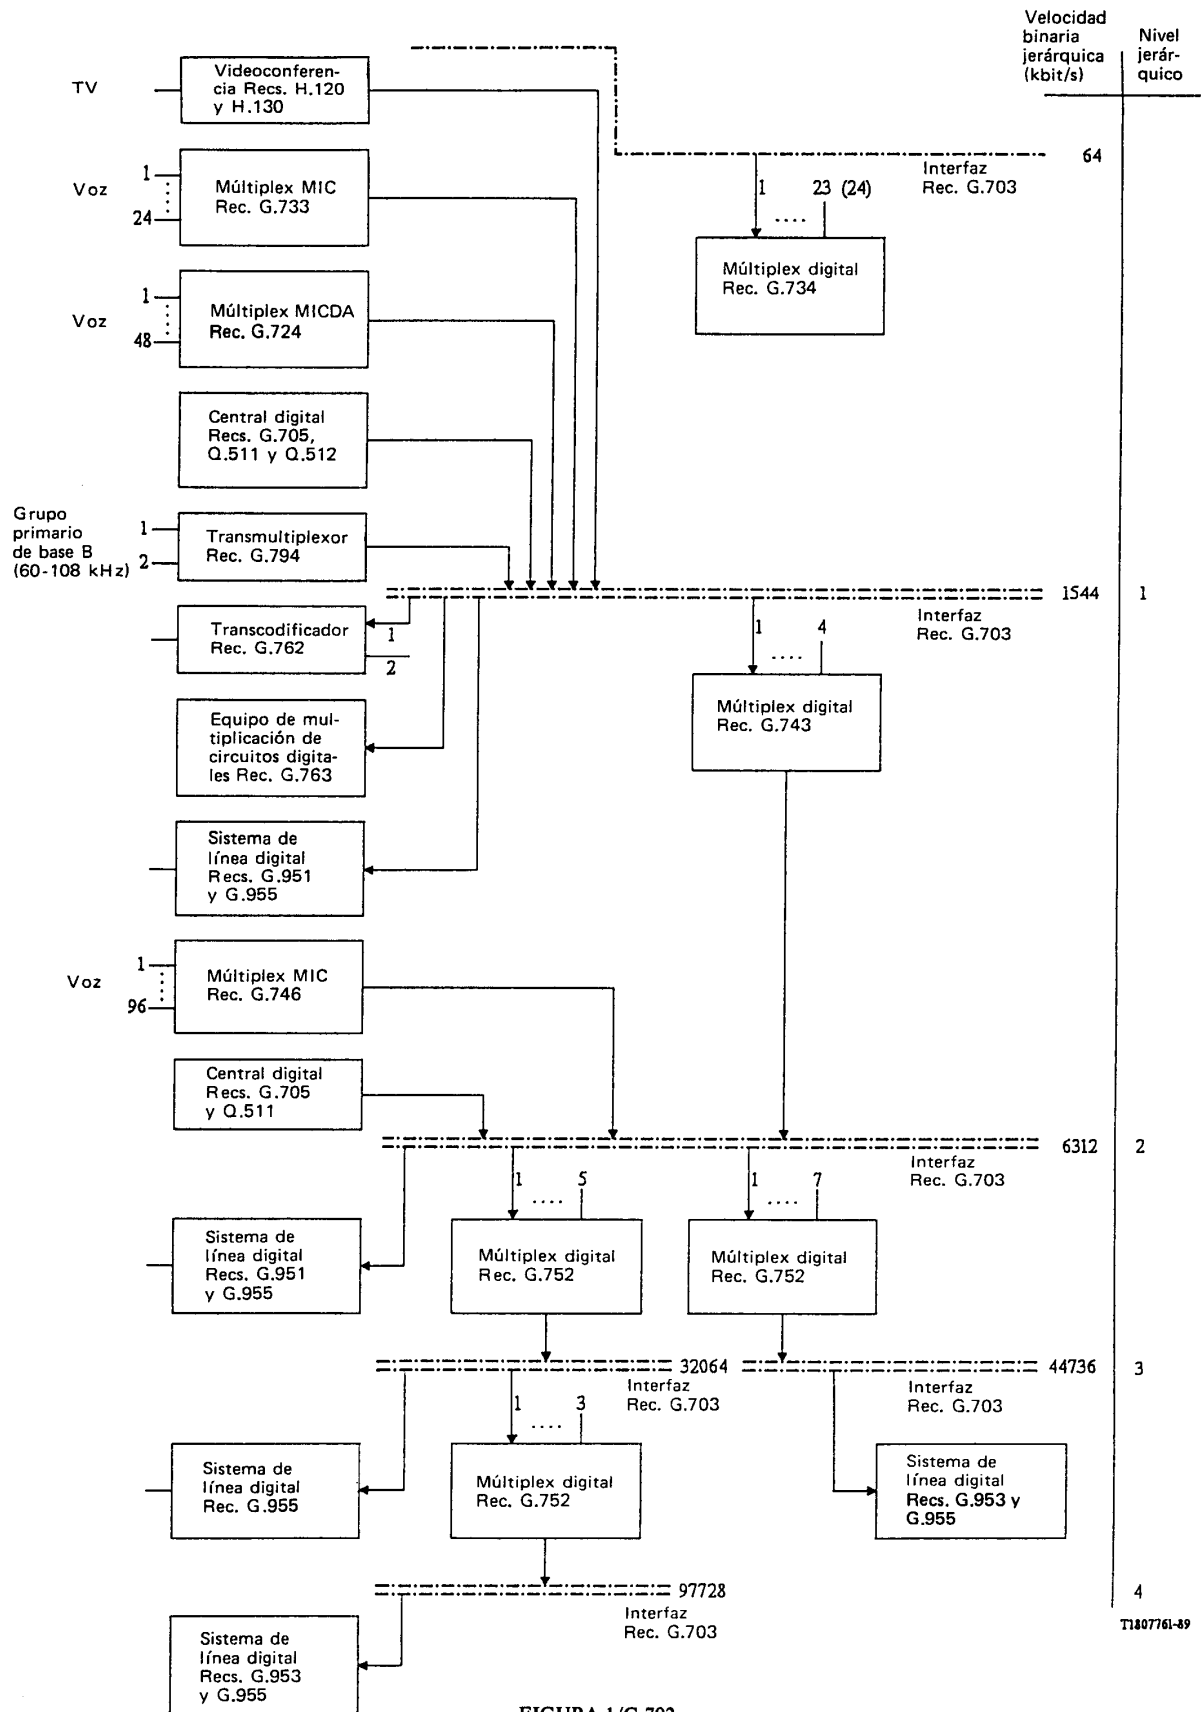 Velocidad
binaria
jerárquica
(kbit/s)
Nivel
jerár-
quico
TV
Videoconferen-
cia Recs. H.120
y H.130
64
Interfaz
Rec. G.703
Voz
1
24
Múltiplex MIC
Rec. G.733
1
23 (24)
....
Múltiplex digital
Rec. G.734
Voz
1
48
Múltiplex MICDA
Rec. G.724
Central digital
Recs. G.705,
Q.511 y Q.512
Grupo
primario
de base B
(60-108 kHz)
1
2
Transmultiplexor
Rec. G.794
1544
1
Interfaz
Rec. G.703
Transcodificador
Rec. G.762
1
2
1
4
....
Múltiplex digital
Rec. G.743
Equipo de mul-
tiplicación de
circuitos digita-
les Rec. G.763
Sistema de
línea digital
Recs. G.951
y G.955
Voz
1
96
Múltiplex MIC
Rec. G.746
Central digital
Recs. G.705
y Q.511
6312
2
Interfaz
Rec. G.703
1
5
....
1
7
....
Sistema de
línea digital
Recs. G.951
y G.955
Múltiplex digital
Rec. G.752
Múltiplex digital
Rec. G.752
32064
44736
3
Interfaz
Rec. G.703
Interfaz
Rec. G.703
1
3
....
Sistema de
línea digital
Rec. G.955
Múltiplex digital
Rec. G.752
Sistema de
línea digital
Recs. G.953 y
G.955
97728
4
Interfaz
Rec. G.703
T1807761-89
Sistema de
línea digital
Recs. G.953
y G.955
FIGURA 1/G.702